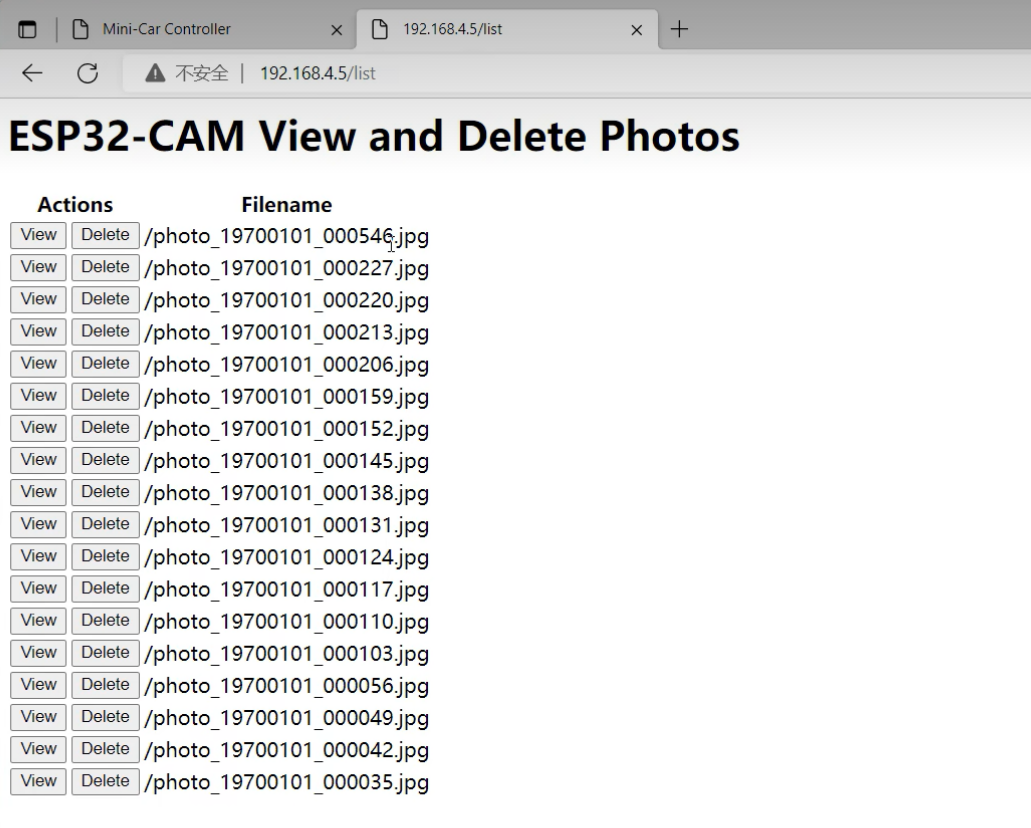 Mini-Car Controller
192.168.4.5/list
不安全 | 192.168.4.5/list
ESP32-CAM View and Delete Photos
Actions Filename
View Delete /photo_19700101_000546.jpg
View Delete /photo_19700101_000227.jpg
View Delete /photo_19700101_000220.jpg
View Delete /photo_19700101_000213.jpg
View Delete /photo_19700101_000206.jpg
View Delete /photo_19700101_000159.jpg
View Delete /photo_19700101_000152.jpg
View Delete /photo_19700101_000145.jpg
View Delete /photo_19700101_000138.jpg
View Delete /photo_19700101_000131.jpg
View Delete /photo_19700101_000124.jpg
View Delete /photo_19700101_000117.jpg
View Delete /photo_19700101_000110.jpg
View Delete /photo_19700101_000103.jpg
View Delete /photo_19700101_000056.jpg
View Delete /photo_19700101_000049.jpg
View Delete /photo_19700101_000042.jpg
View Delete /photo_19700101_000035.jpg